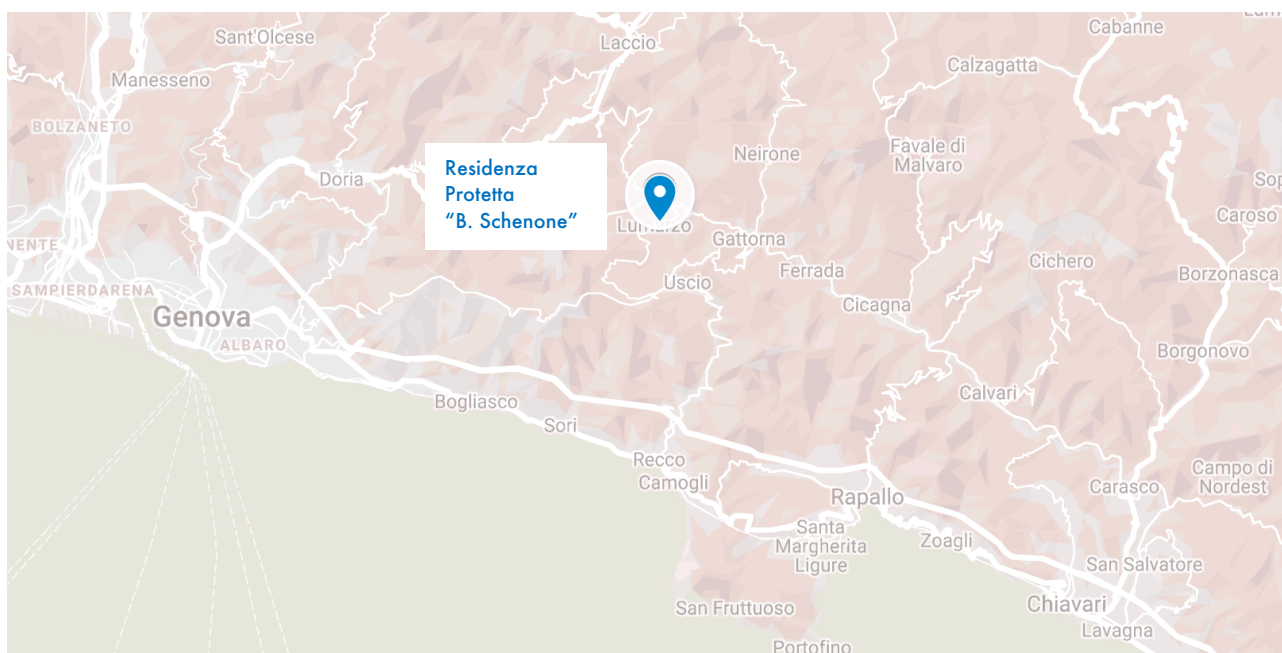 Sant'Olcese
Laccio
Cabanne
Calzagatta
Manesseno
BOLZANETO
Neirone
Favale di
Malvaro
Doria
Residenza
Protetta
“B. Schenone”
Lumarzo
Caroso
NENTE
Gattorna
Cichero
Borzonasca
Ferrada
Uscio
SAMPIERDARENA
Cicagna
Genova
ALBARO
Borgonovo
Calvari
Bogliasco
Sori
Recco
Camogli
Rapallo
Carasco
Campo di
Nordest
Santa
Margherita
Ligure
Zoagli
San Salvatore
San Fruttuoso
Chiavari
Lavagna
Portofino